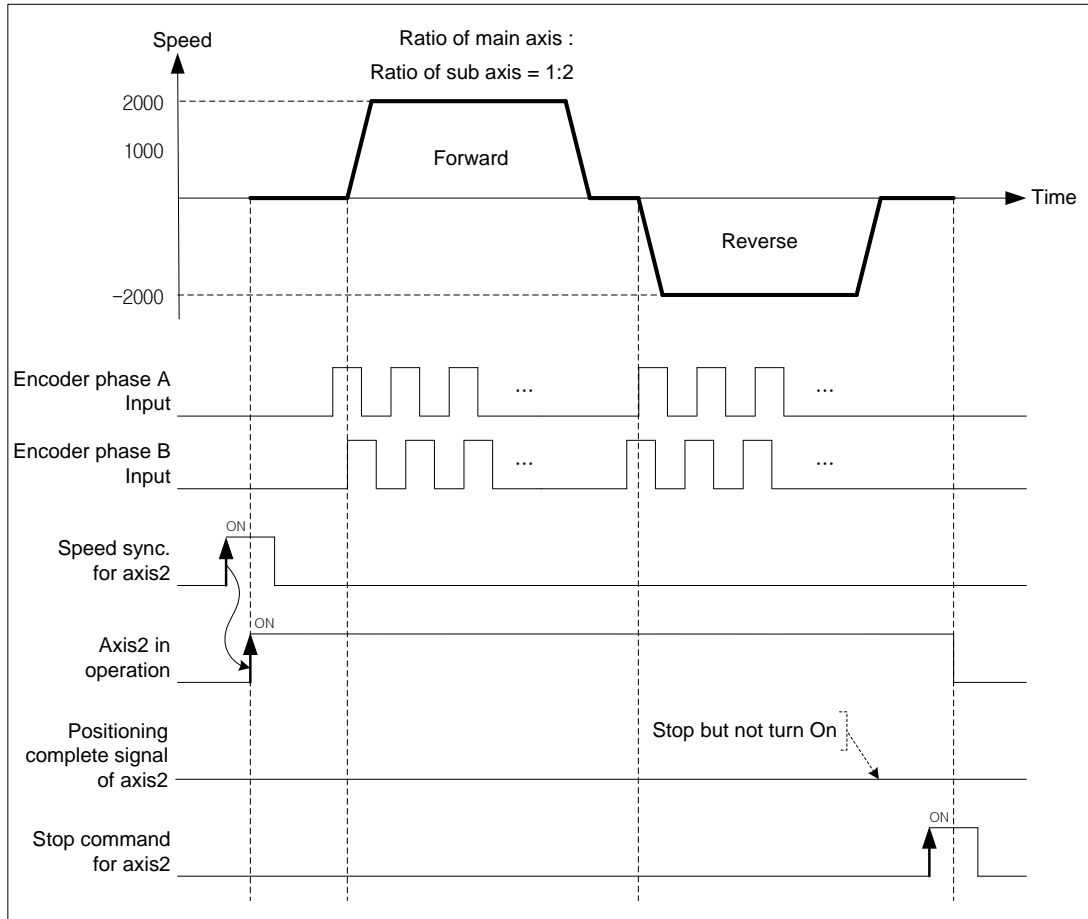 Speed
Ratio of main axis :
Ratio of sub axis = 1:2
2000
1000
Forward
Time
Reverse
-2000
Encoder phase A
Input
...
...
Encoder phase B
Input
...
...
ON
Speed sync.
for axis2
ON
Axis2 in
operation
Positioning
complete signal
of axis2
Stop but not turn On
ON
Stop command
for axis2